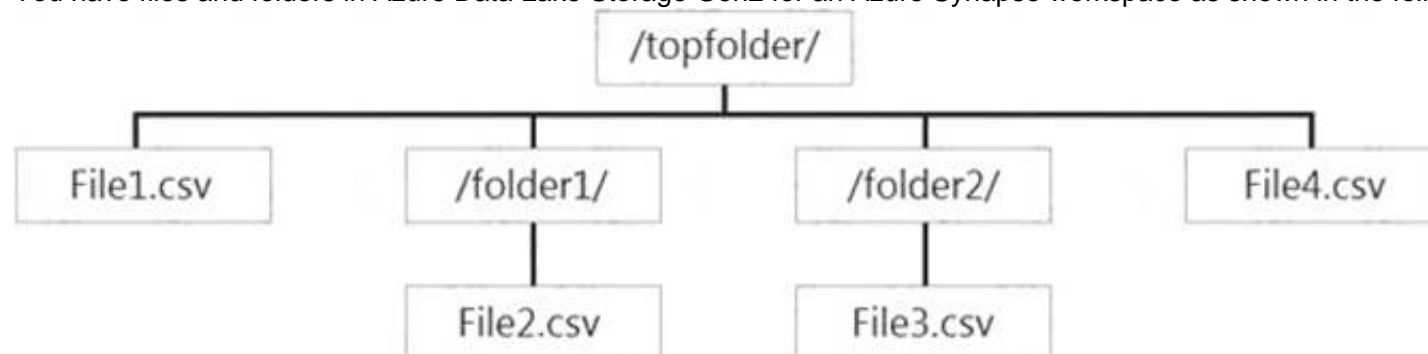 /topfolder/
File1.csv
/folder1/
/folder2/
File4.csv
File2.csv
File3.csv